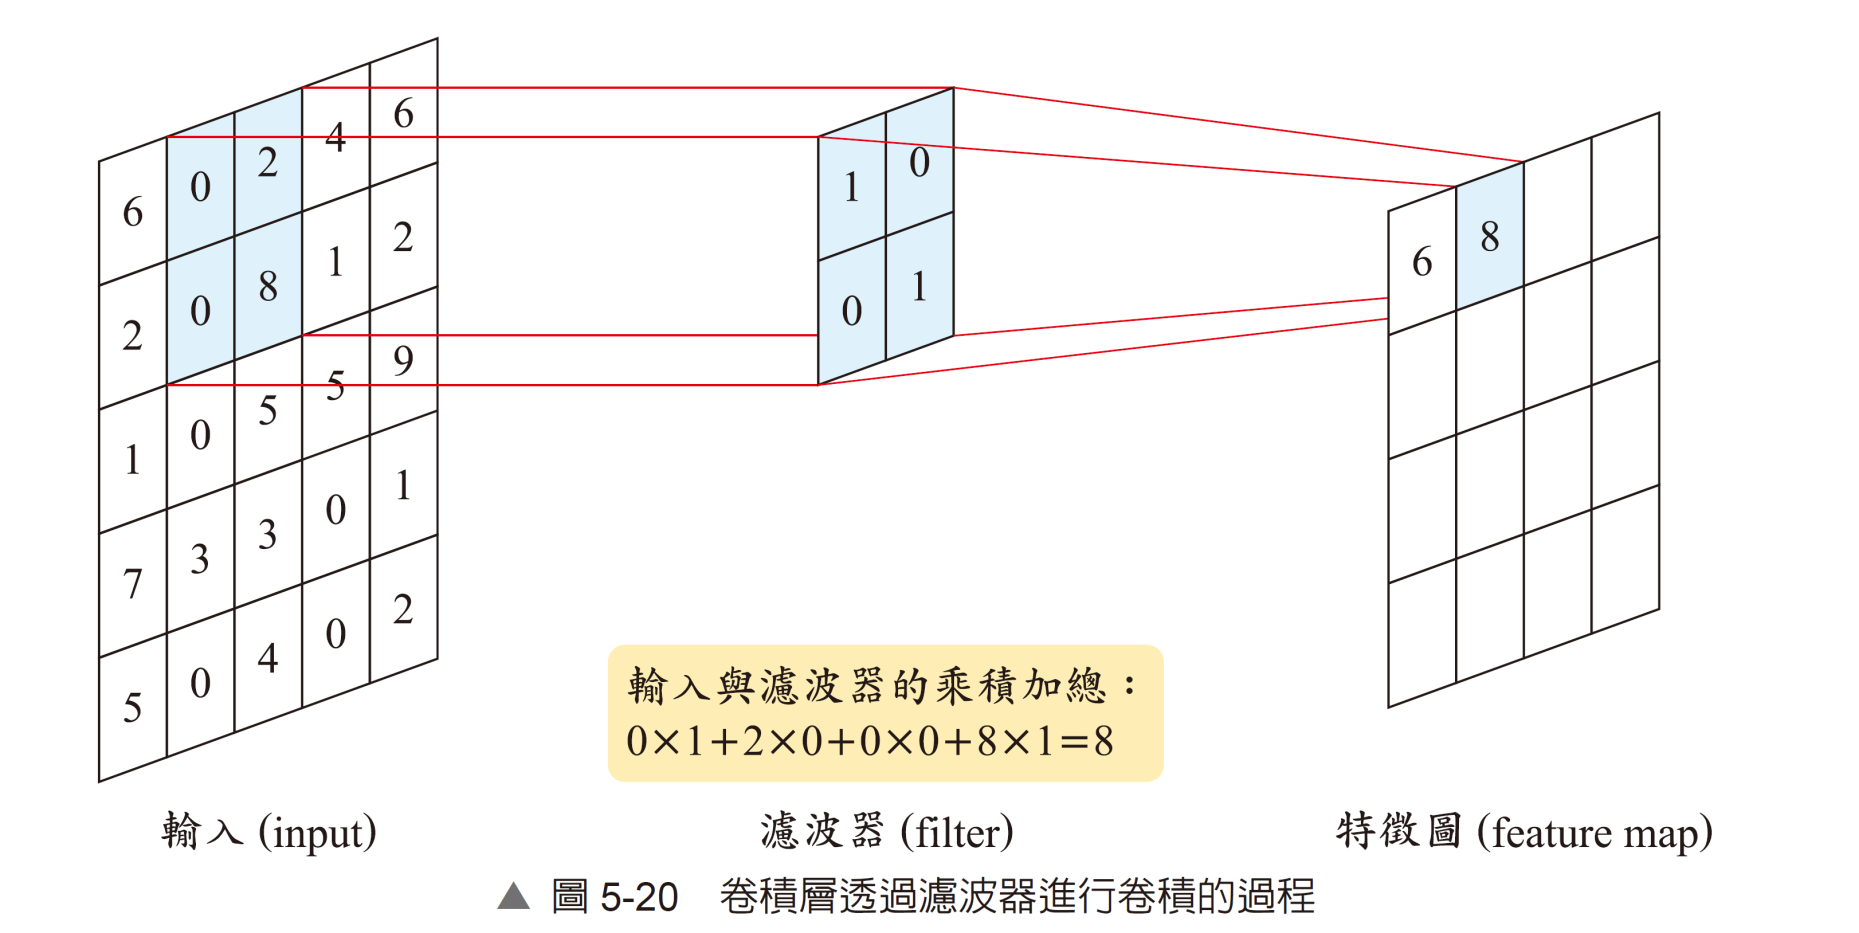 6 0 2 4 6
2 0 8 1 2
1 0 5 5 9
7 3 3 0 1
5 0 4 0 2
1 0
0 1
6 8
輸入與濾波器的乘積加總：
0×1+2×0+0×0+8×1=8
輸入 (input)
濾波器 (filter)
特徵圖 (feature map)
▲ 圖 5-20 卷積層透過濾波器進行卷積的過程